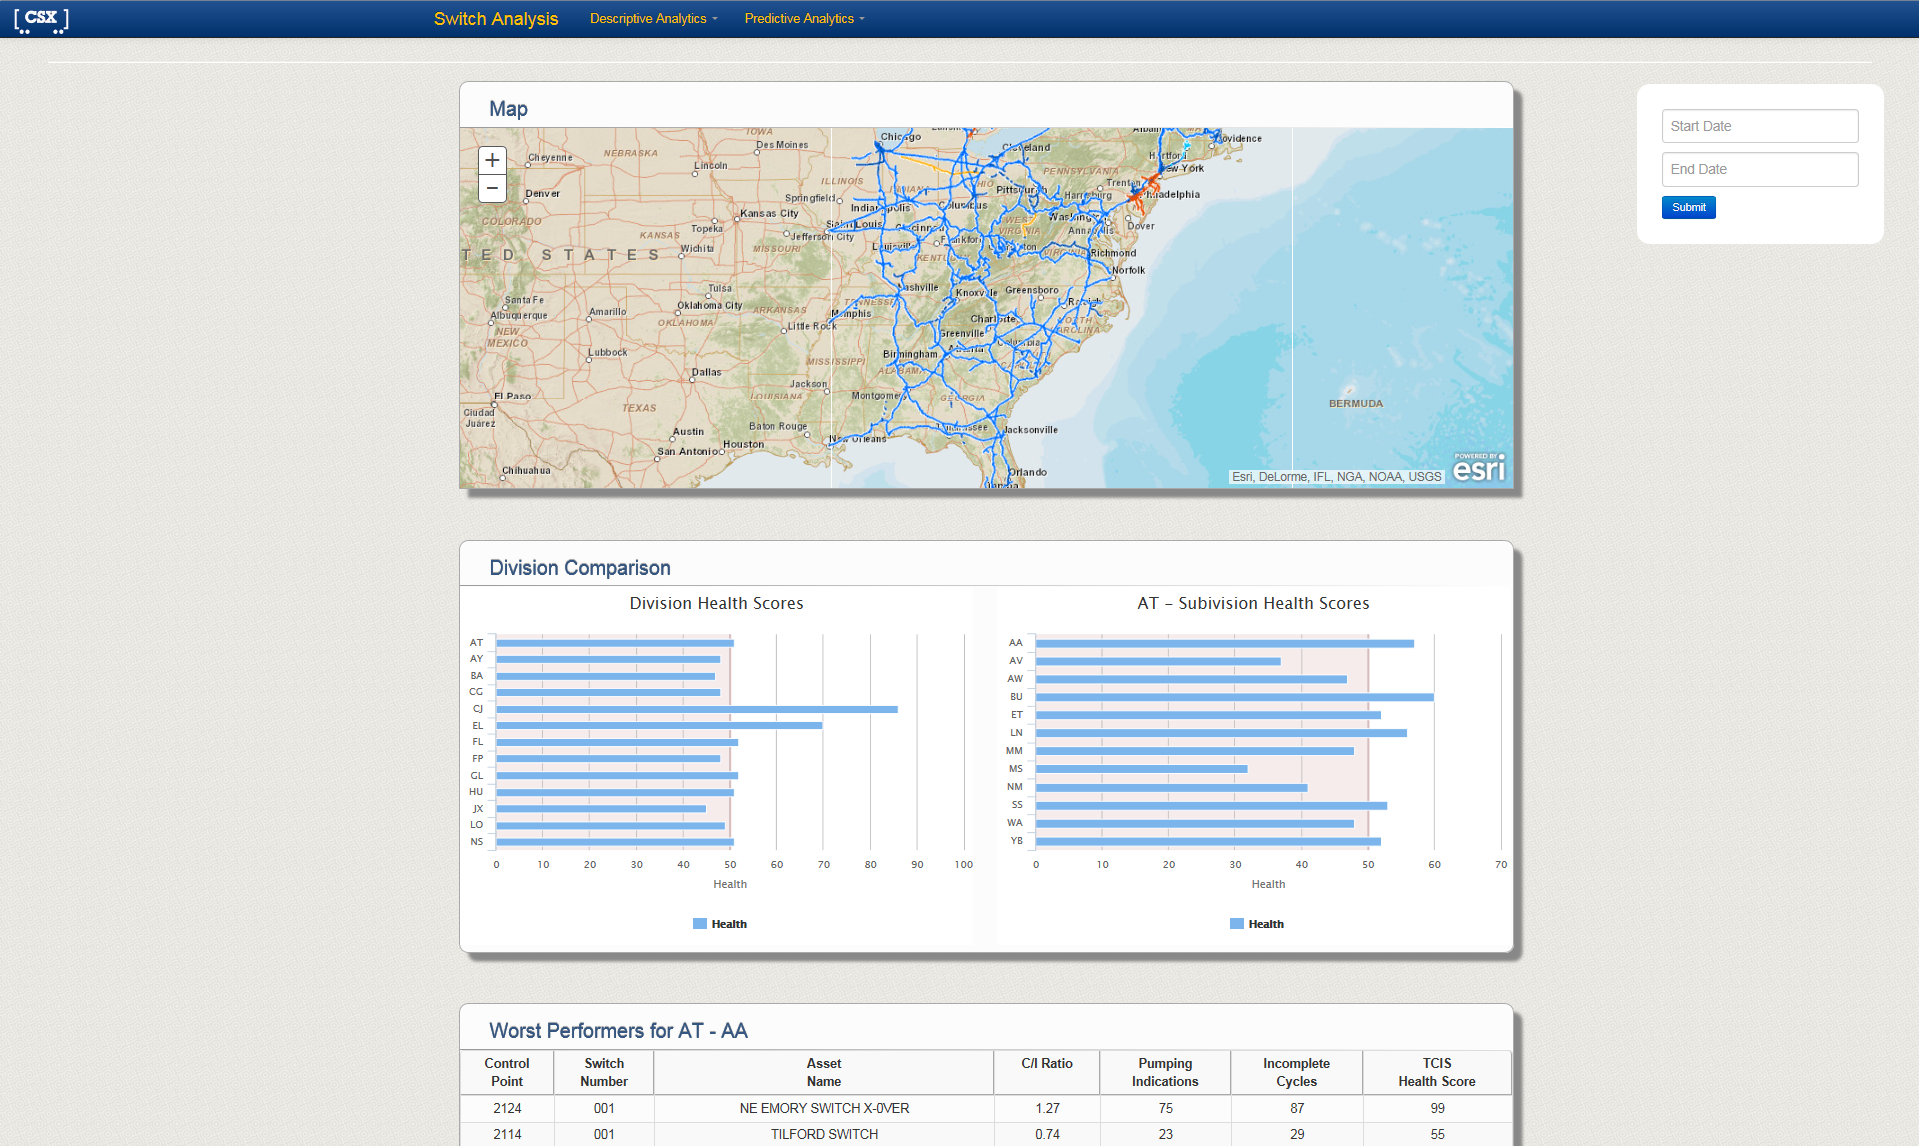 CSX
Switch Analysis Descriptive Analytics Predictive Analytics
Map
Start Date
End Date
Submit
+
−
IOWA
Chicago
Cleveland
Hartford
Cheyenne
NEBRASKA
Des Moines
Lincoln
ILLINOIS
PENNSYLVANIA
New York
Denver
Springfield
Pittsburgh
Harrisburg
Philadelphia
COLORADO
Kansas City
Indianapolis
Columbus
Washington
Topeka
KANSAS
Jefferson City
Saint Louis
Cincinnati
WEST VIRGINIA
Annapolis
Dover
Wichita
MISSOURI
Louisville
Frankfort
VIRGINIA
Richmond
TED STATES
KENTU
Norfolk
Tulsa
Nashville
Knoxville
Greensboro
Raleigh
Santa Fe
Oklahoma City
ARKANSAS
TENNESSE
Albuquerque
Amarillo
OKLAHOMA
Memphis
Charlotte
NORTH CAROLINA
NEW MEXICO
Little Rock
Greenville
Columbia
Lubbock
MISSISSIPPI
Birmingham
Atlanta
Dallas
Jackson
ALABAMA
El Paso
LOUISIANA
Montgomery
GEORGIA
BERMUDA
Ciudad Juárez
TEXAS
Austin
Baton Rouge
New Orleans
Jacksonville
San Antonio
Houston
Chihuahua
Orlando
Tampa
Esri, DeLorme, IFL, NGA, NOAA, USGS
POWERED BY
esri
Division Comparison
Division Health Scores
AT
AY
BA
CG
CJ
EL
FL
FP
GL
HU
JX
LO
NS
0 10 20 30 40 50 60 70 80 90 100
Health
Health
AT - Subivision Health Scores
AA
AV
AW
BU
ET
LN
MM
MS
NM
SS
WA
YB
0 10 20 30 40 50 60 70
Health
Health
Worst Performers for AT - AA
Control Point Switch Number Asset Name C/I Ratio Pumping Indications Incomplete Cycles TCIS Health Score
2124 001 NE EMORY SWITCH X-0VER 1.27 75 87 99
2114 001 TILFORD SWITCH 0.74 23 29 55